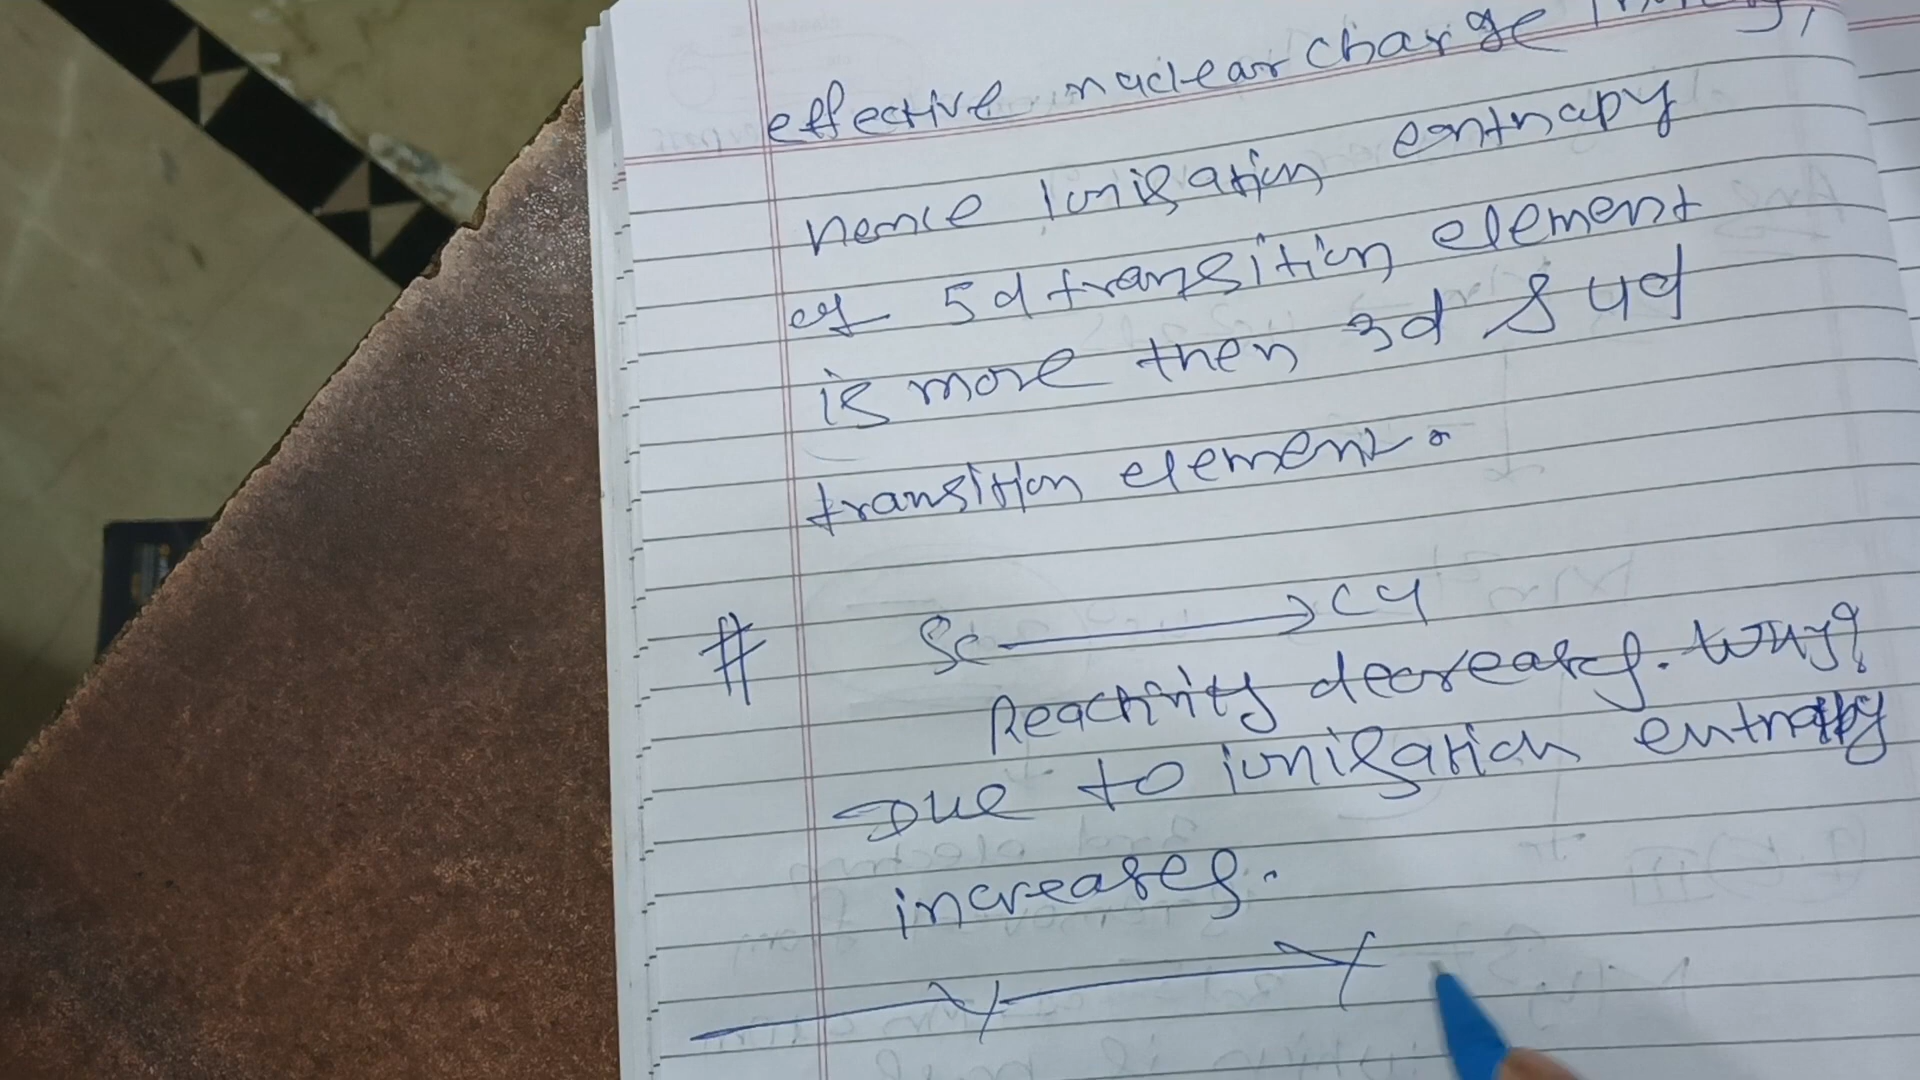 effective nuclear charge
hence Ionisation entnapy
of 5d transition element
is more then 3d & 4d
transition element.
# Sc → Cu
Reactivity decreases. Why?
Due to ionisation entnalpy
increases.